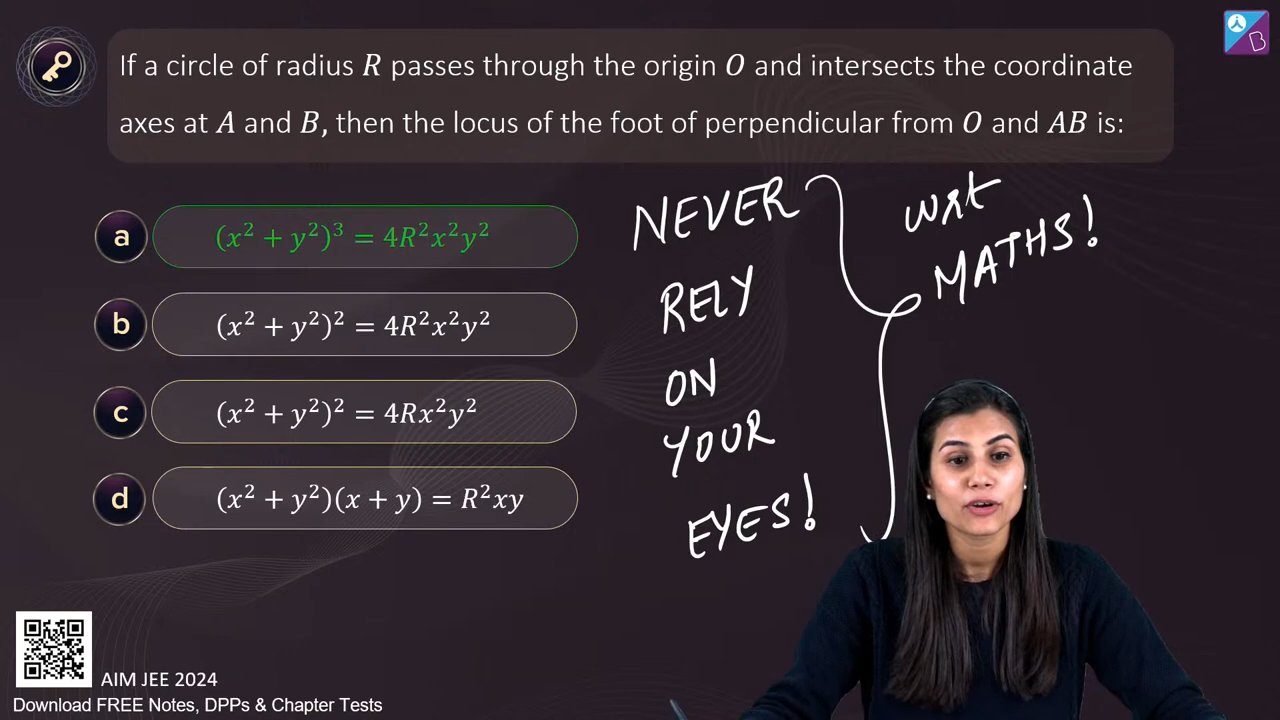 If a circle of radius R passes through the origin O and intersects the coordinate
axes at A and B, then the locus of the foot of perpendicular from O and AB is:
a (x² + y²)³ = 4R²x²y²
b (x² + y²)² = 4R²x²y²
c (x² + y²)² = 4Rx²y²
d (x² + y²)(x + y) = R²xy
NEVER
RELY
ON
YOUR
EYES!
wrt
MATHS!
B
AIM JEE 2024
Download FREE Notes, DPPs & Chapter Tests